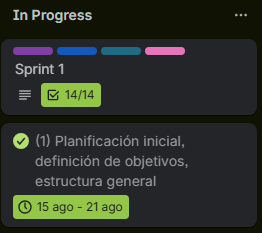 In Progress
Sprint 1
14/14
(1) Planificación inicial,
definición de objetivos,
estructura general
15 ago - 21 ago